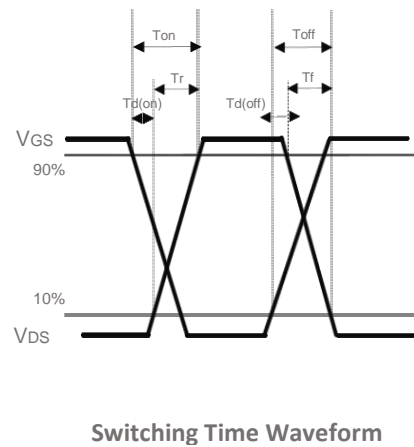 Ton
Toff
Tr
Tf
Td(on)
Td(off)
VGS
90%
10%
VDS
Switching Time Waveform